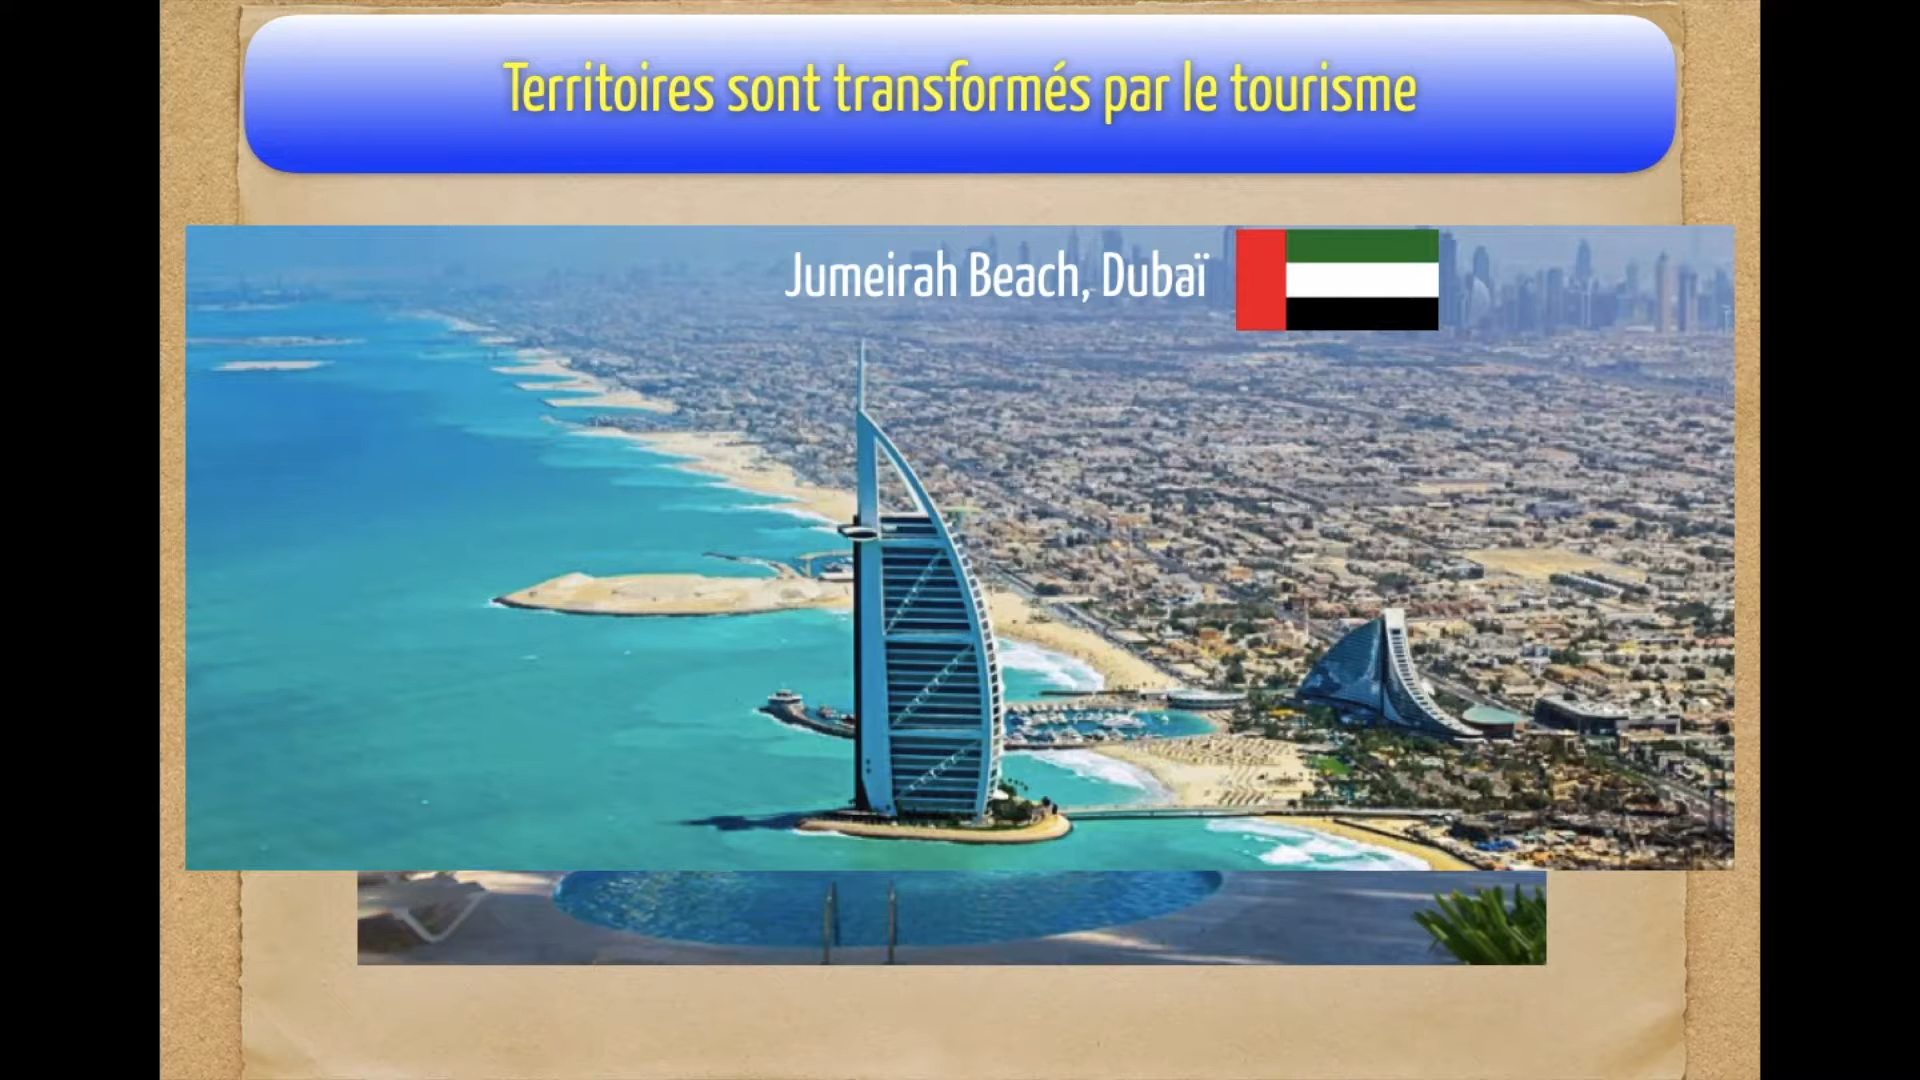 Territoires sont transformés par le tourisme
Jumeirah Beach, Dubaï